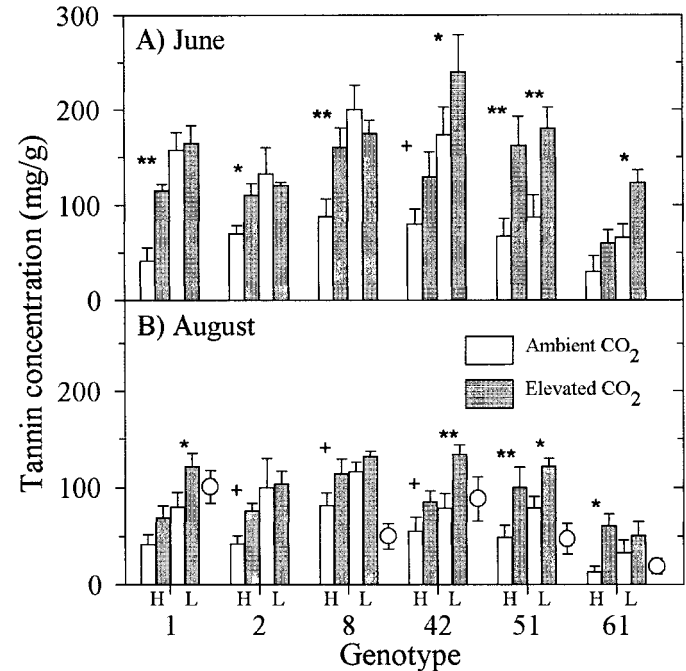 Tannin concentration (mg/g)
300
200
100
0
A) June
** * ** + * ** ** *
B) August
Ambient CO2
Elevated CO2
200
100
0
* + + + ** ** * *
H L H L H L H L H L H L
1 2 8 42 51 61
Genotype